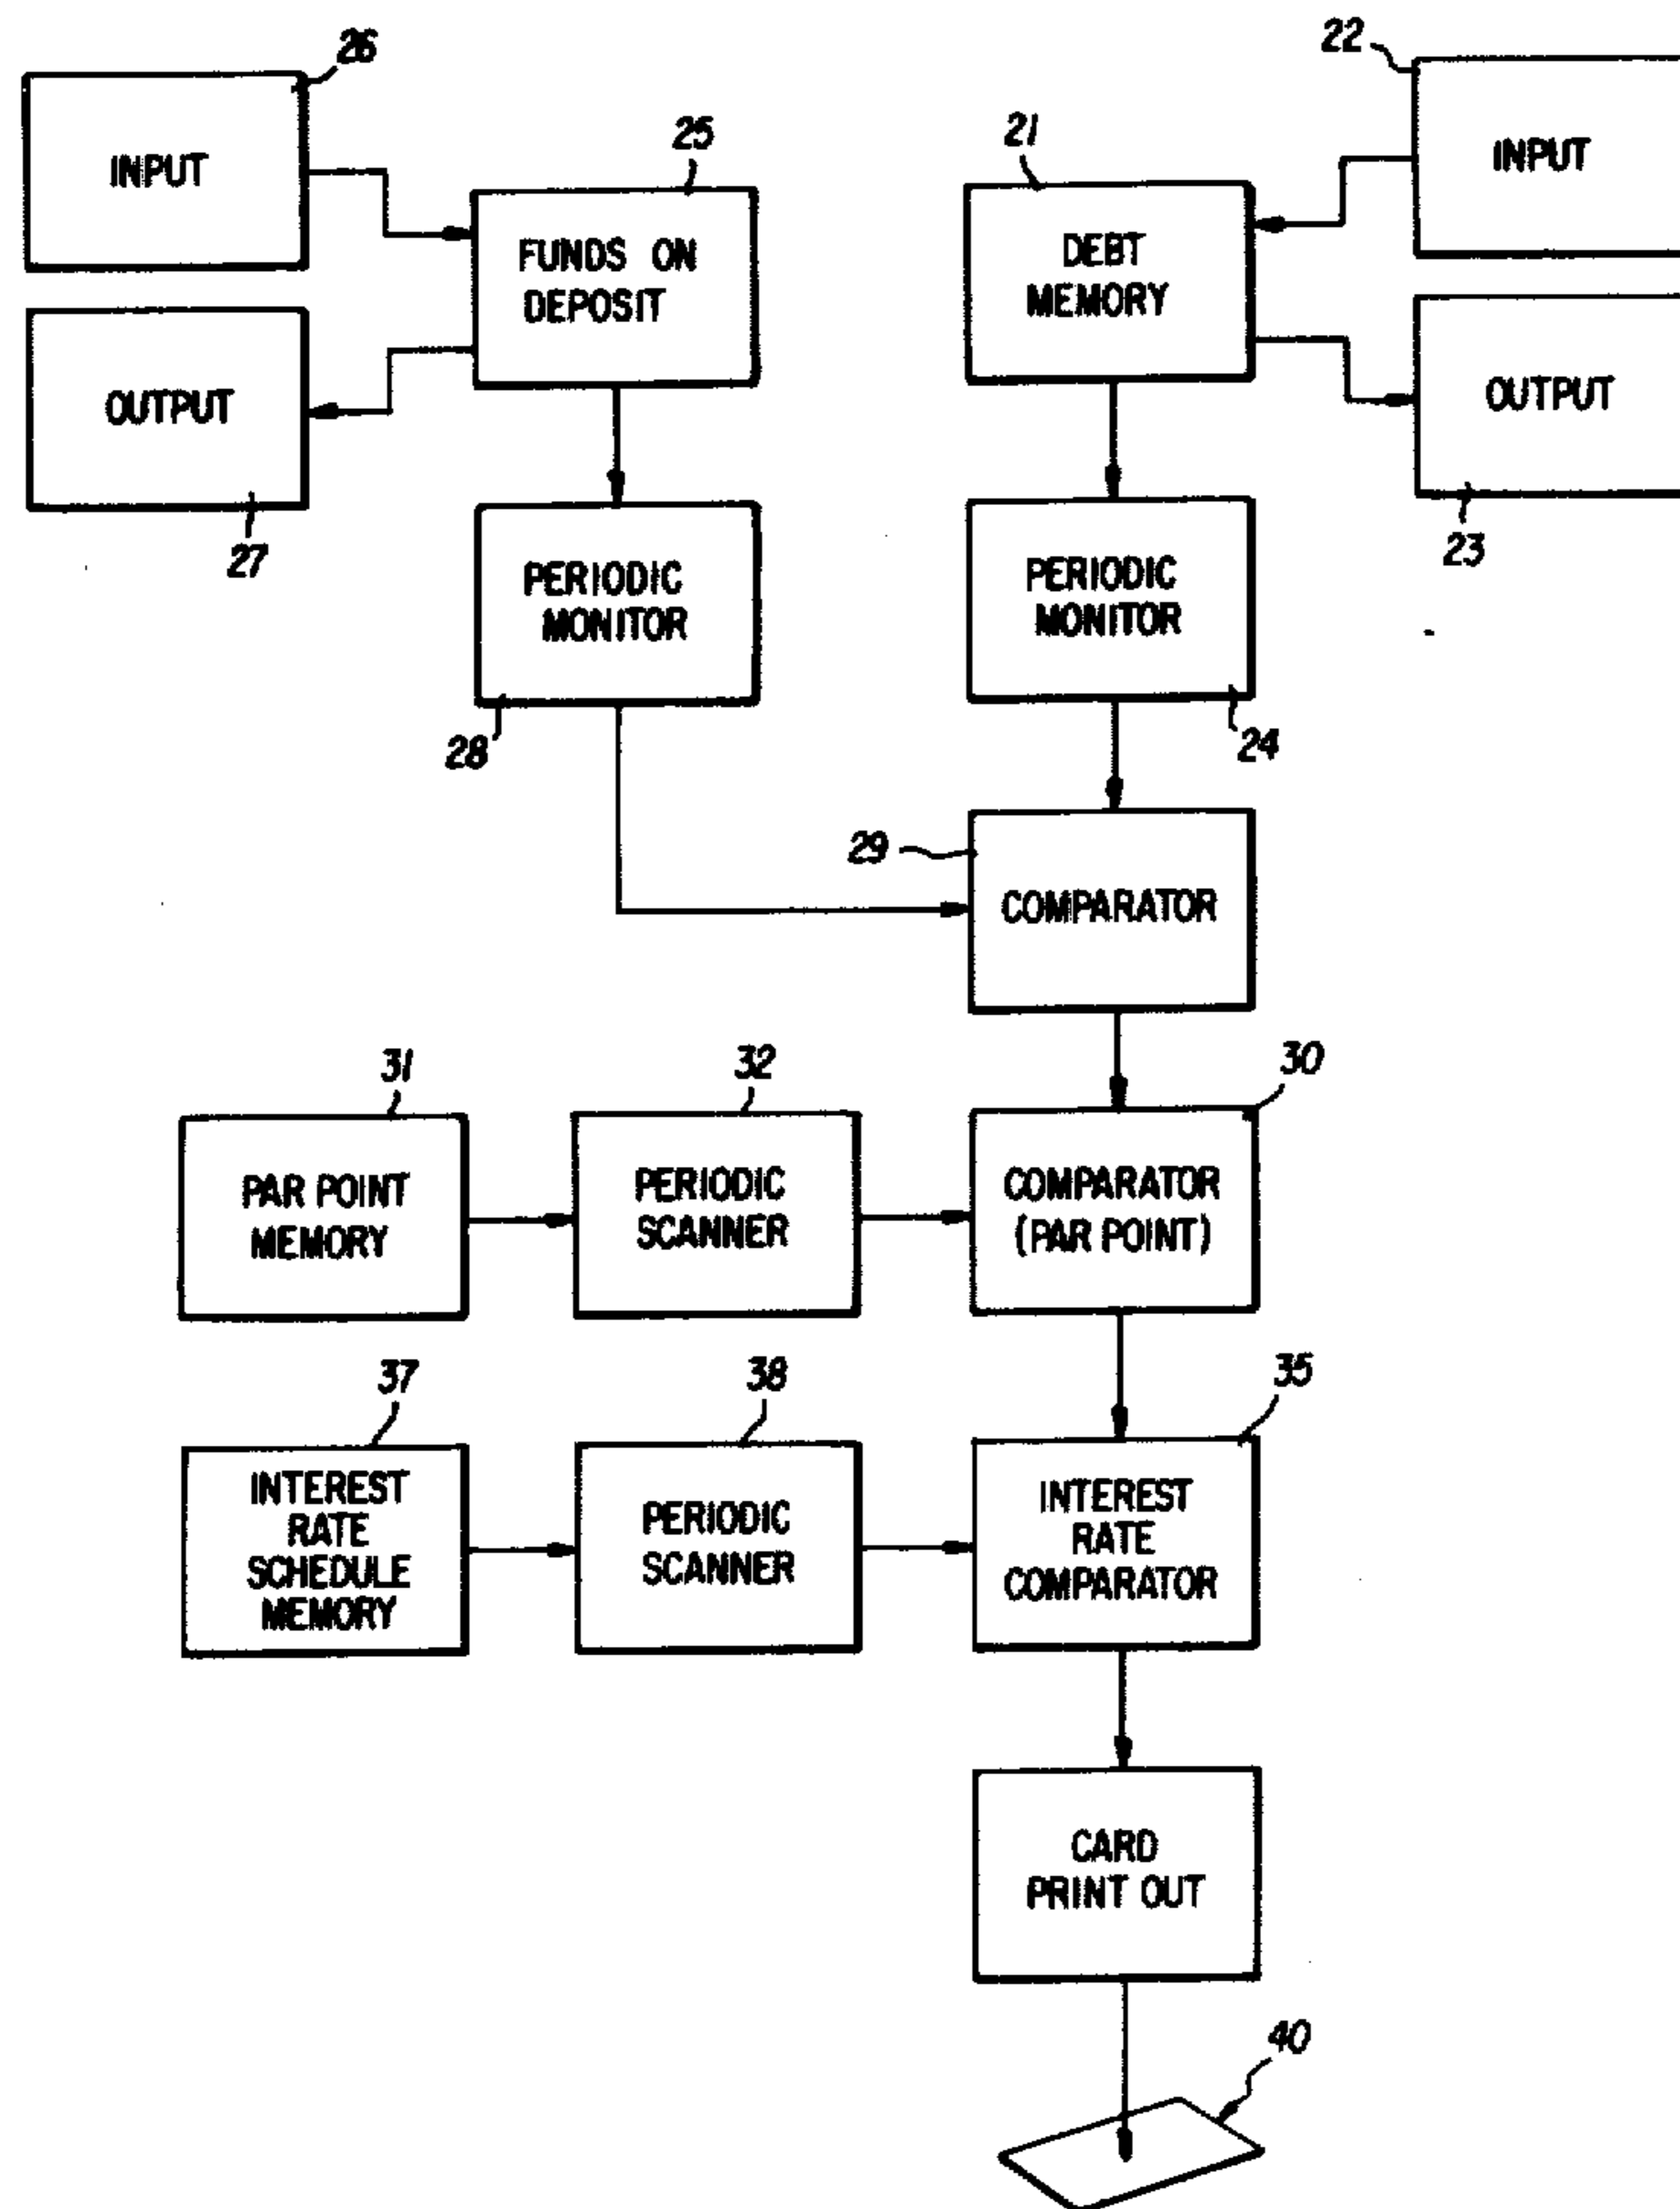 26
22
INPUT
INPUT
25
21
FUNDS ON
DEPOSIT
DEBT
MEMORY
OUTPUT
OUTPUT
27
23
PERIODIC
MONITOR
PERIODIC
MONITOR
28
24
29
COMPARATOR
31
32
30
PAR POINT
MEMORY
PERIODIC
SCANNER
COMPARATOR
(PAR POINT)
37
38
35
INTEREST
RATE
SCHEDULE
MEMORY
PERIODIC
SCANNER
INTEREST
RATE
COMPARATOR
CARD
PRINT OUT
40